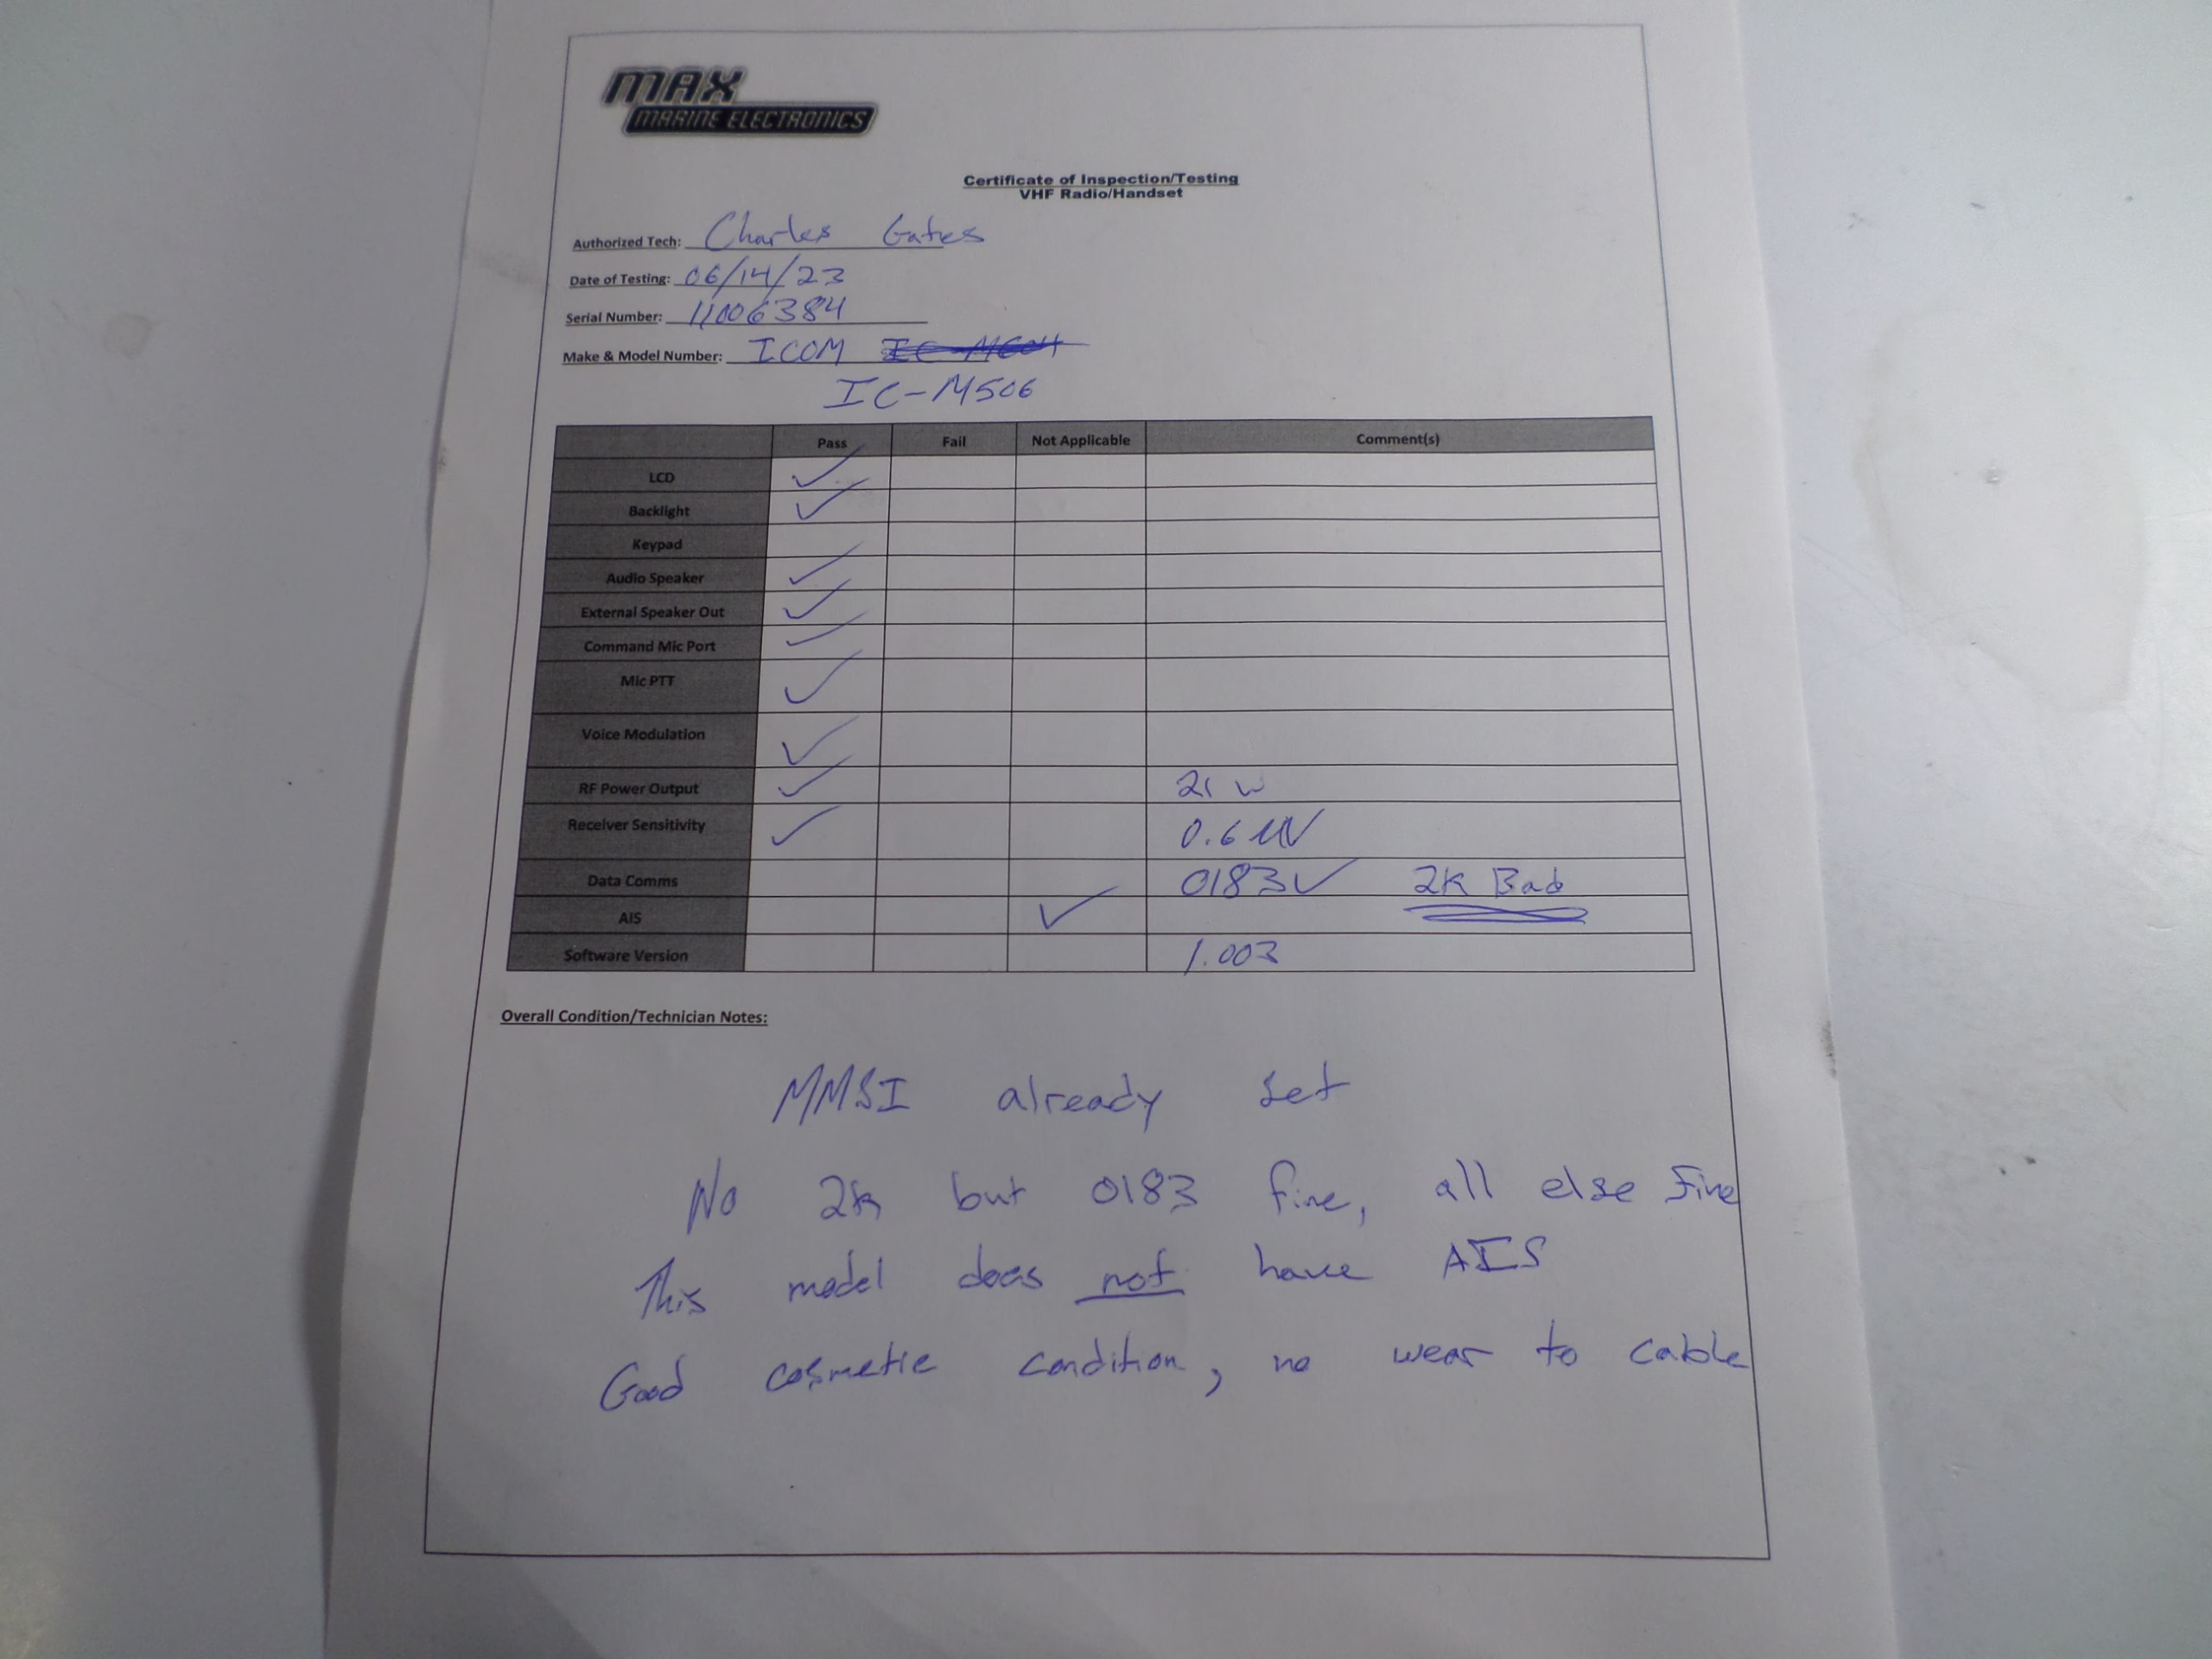 MAX
MARINE ELECTRONICS
Certificate of Inspection/Testing
VHF Radio/Handset
Authorized Tech: Charles Gates
Date of Testing: 06/14/23
Serial Number: 11006384
Make & Model Number: ICOM IC-M604
IC-M506
Pass Fail Not Applicable Comment(s)
LCD ✓
Backlight ✓
Keypad
Audio Speaker ✓
External Speaker Out ✓
Command Mic Port ✓
Mic PTT ✓
Voice Modulation ✓
RF Power Output ✓ 21 W
Receiver Sensitivity ✓ 0.6 uV
Data Comms 0183 ✓ 2K Bad
AIS ✓
Software Version 1.003
Overall Condition/Technician Notes:
MMSI already set
No 2k but 0183 fine, all else fine
This model does not have AIS
Good cosmetic condition, no wear to cable